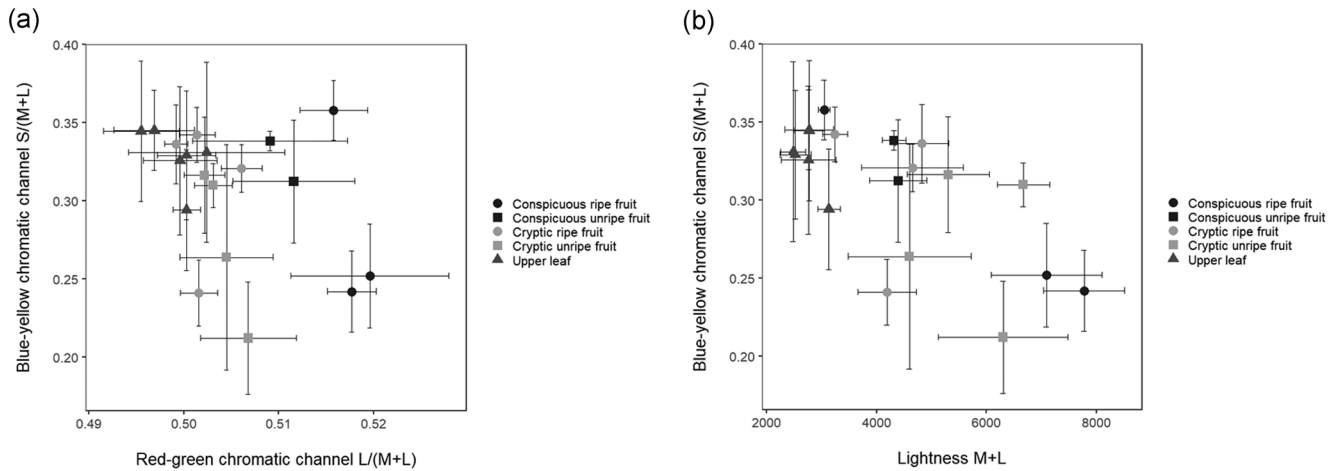 (a)
0.40
0.35
0.30
0.25
0.20
Blue-yellow chromatic channel S/(M+L)
0.49
0.50
0.51
0.52
Red-green chromatic channel L/(M+L)
Conspicuous ripe fruit
Conspicuous unripe fruit
Cryptic ripe fruit
Cryptic unripe fruit
Upper leaf
(b)
0.40
0.35
0.30
0.25
0.20
Blue-yellow chromatic channel S/(M+L)
2000
4000
6000
8000
Lightness M+L
Conspicuous ripe fruit
Conspicuous unripe fruit
Cryptic ripe fruit
Cryptic unripe fruit
Upper leaf